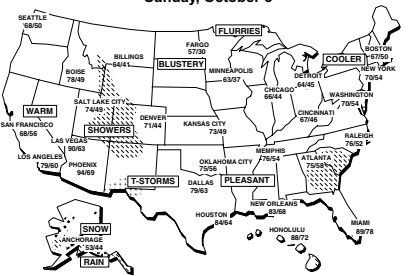 Sunday, October
SEATTLE
68/50
FLURRIES
FARGO
57/30
BILLINGS
64/41
BLUSTERY
MINNEAPOLIS
63/37
BOSTON
67/50
COOLER
NEW YORK
70/54
BOISE
78/49
DETROIT
64/45
CHICAGO
66/44
WASHINGTON
70/54
SALT LAKE CITY
74/49
WARM
DENVER
71/44
KANSAS CITY
73/49
CINCINNATI
67/46
SAN FRANCISCO
68/56
SHOWERS
RALEIGH
76/52
LAS VEGAS
90/63
MEMPHIS
76/54
LOS ANGELES
79/60
PHOENIX
94/69
OKLAHOMA CITY
75/56
ATLANTA
75/58
T-STORMS
DALLAS
79/63
PLEASANT
NEW ORLEANS
83/68
HOUSTON
84/64
MIAMI
89/78
HONOLULU
88/72
SNOW
ANCHORAGE
53/44
RAIN